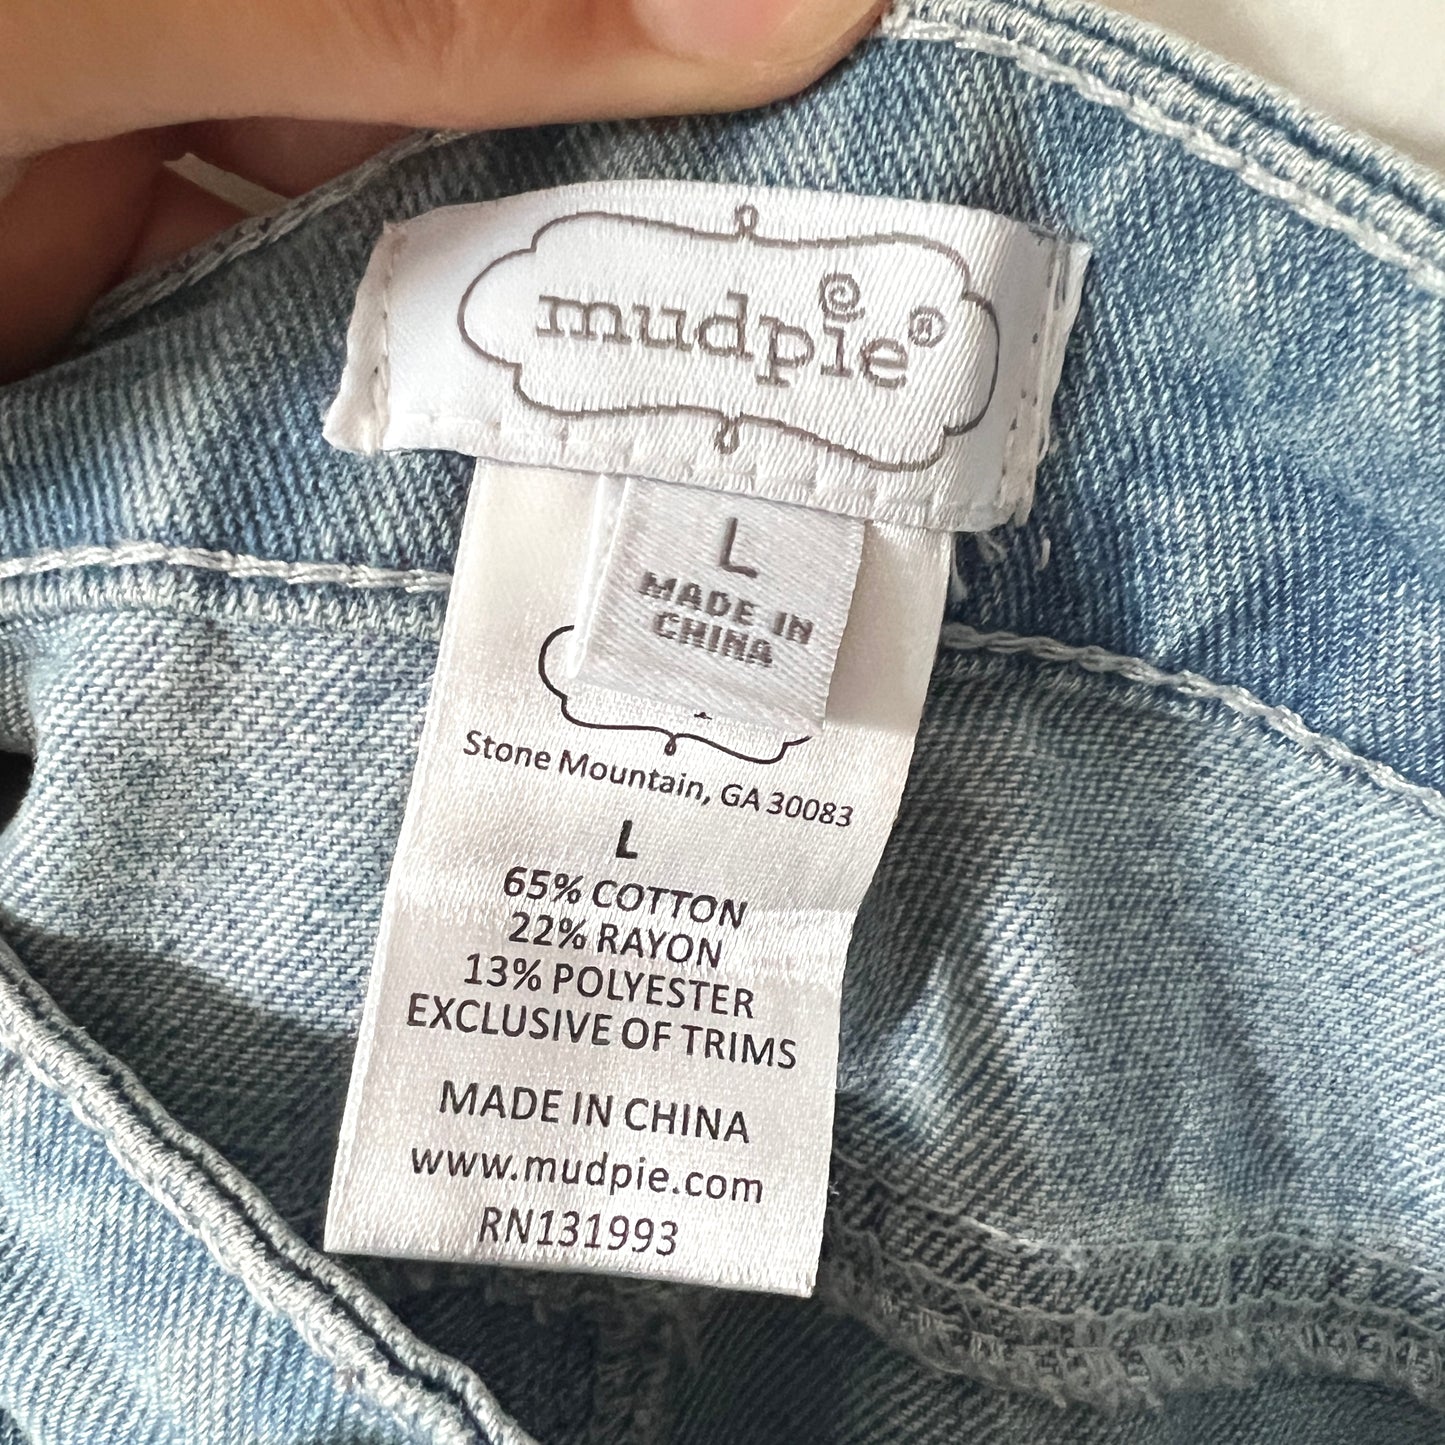 mudpie®
L
MADE IN
CHINA
Stone Mountain, GA 30083
L
65% COTTON
22% RAYON
13% POLYESTER
EXCLUSIVE OF TRIMS
MADE IN CHINA
www.mudpie.com
RN131993